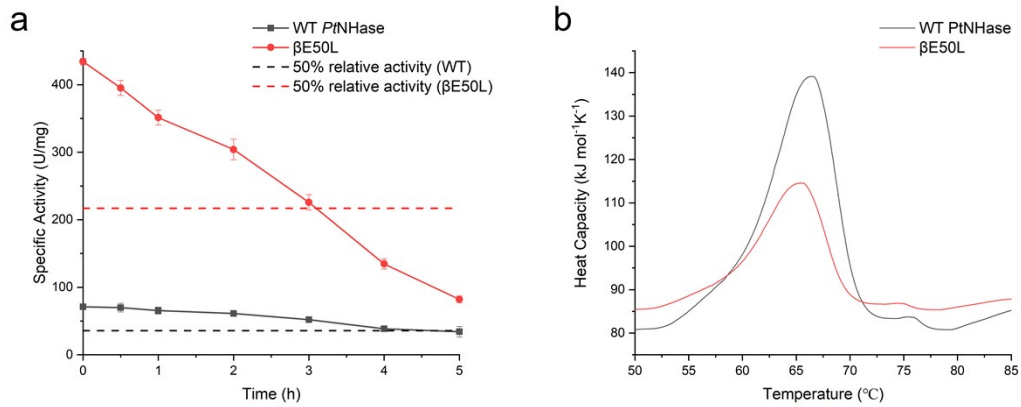 a
WT PtNHase
βE50L
50% relative activity (WT)
50% relative activity (βE50L)
400
300
200
100
0
Specific Activity (U/mg)
0 1 2 3 4 5
Time (h)
b
WT PtNHase
βE50L
140
130
120
110
100
90
80
Heat Capacity (kJ mol⁻¹K⁻¹)
50 55 60 65 70 75 80 85
Temperature (℃)